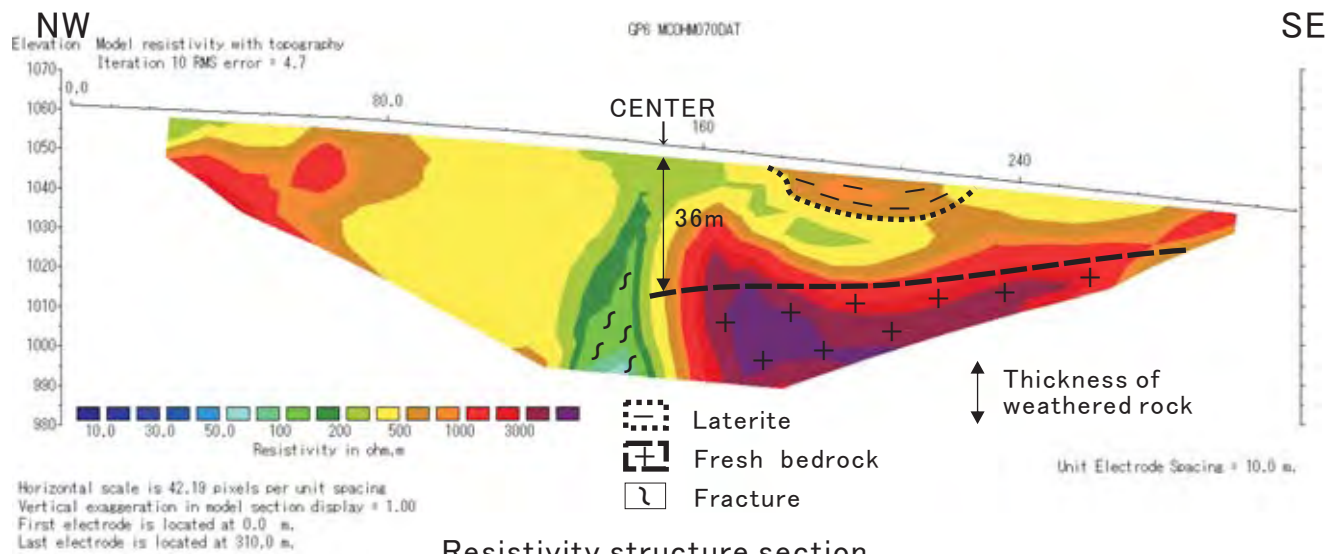 NW
SE
GP6 MCOHM070DAT
Elevation Model resistivity with topography
Iteration 10 RMS error = 4.7
1070
1060
1050
1040
1030
1020
1010
1000
990
980
0.0
80.0
CENTER
160
240
36m
10.0 30.0 50.0 100 200 500 1000 3000
Resistivity in ohm.m
Laterite
Fresh bedrock
Fracture
Thickness of
weathered rock
Unit Electrode Spacing = 10.0 m.
Horizontal scale is 42.19 pixels per unit spacing
Vertical exaggeration in model section display = 1.00
First electrode is located at 0.0 m.
Last electrode is located at 310.0 m.
Resistivity structure section